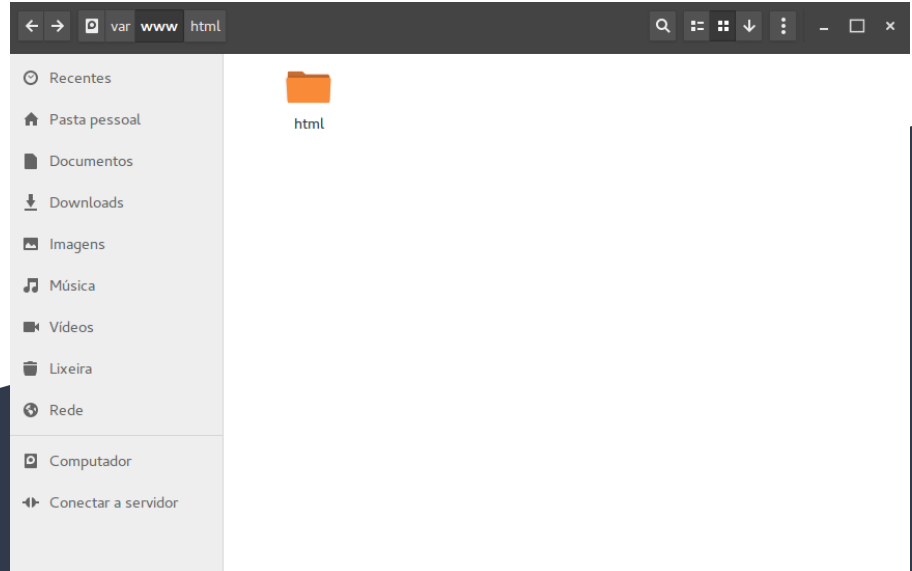 var www html
Recentes
Pasta pessoal
Documentos
Downloads
Imagens
Música
Vídeos
Lixeira
Rede
Computador
Conectar a servidor
html